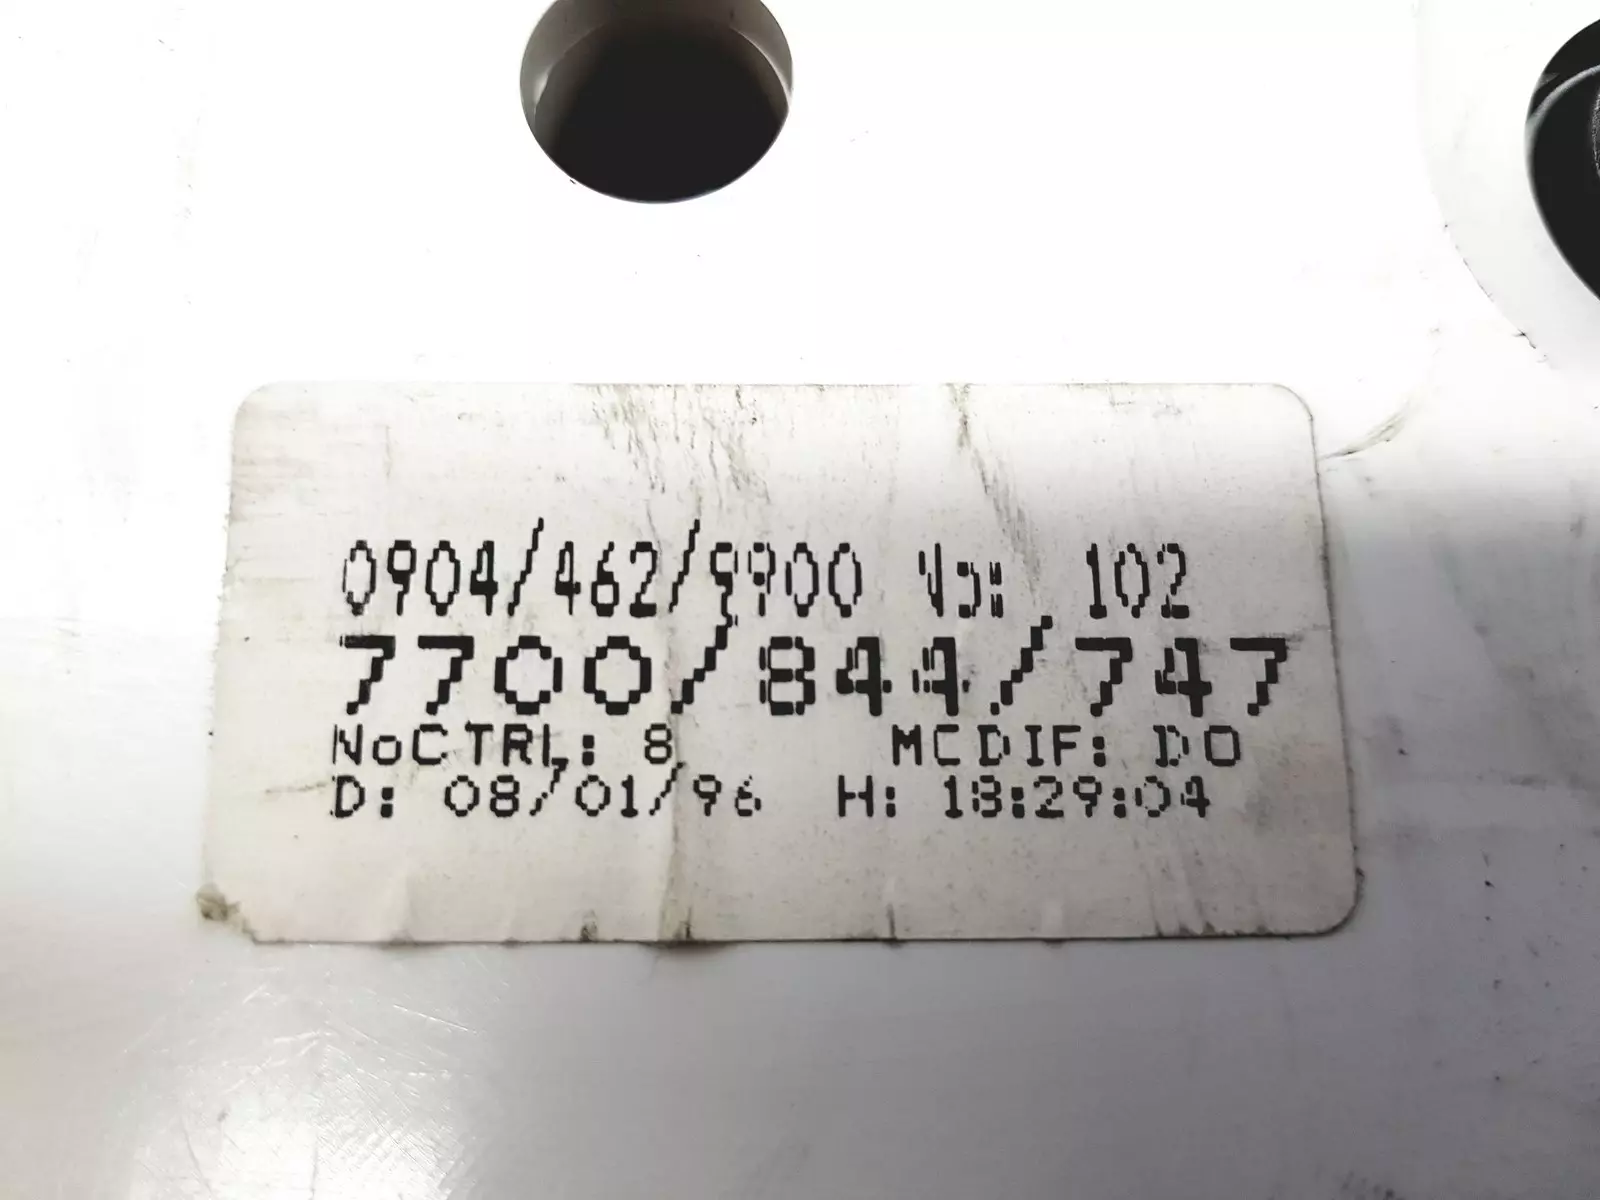 0904/462/9900 No: 102
7700/844/747
NoCTRL: 8 MCDIF: DO
D: 08/01/96 H: 18:29:04